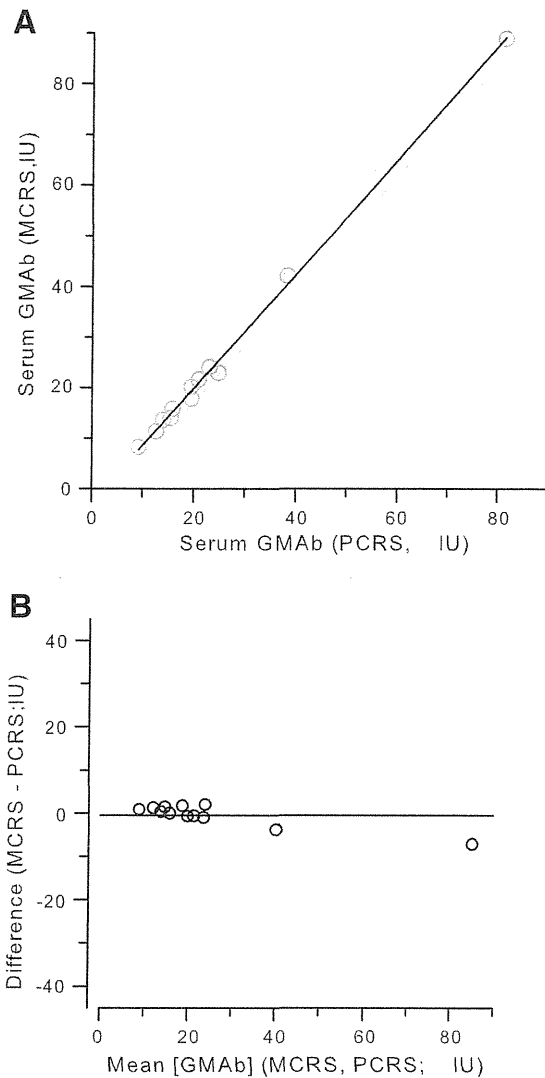 A
Serum GMAb (MCRS,IU)
80
60
40
20
0
0 20 40 60 80
Serum GMAb (PCRS, IU)
B
Difference (MCRS - PCRS;IU)
40
20
0
-20
-40
0 20 40 60 80
Mean [GMAb] (MCRS, PCRS; IU)